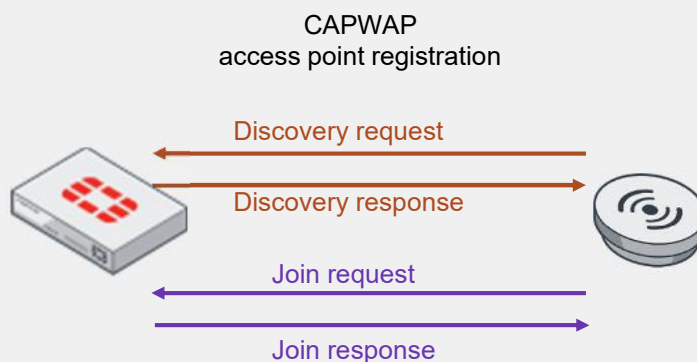 CAPWAP
access point registration
Discovery request
Discovery response
Join request
Join response